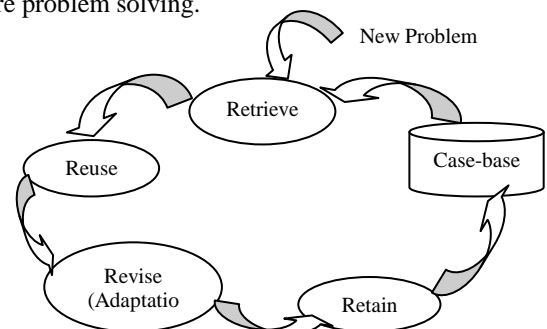 re problem solving.
New Problem
Retrieve
Case-base
Reuse
Revise
(Adaptatio
Retain